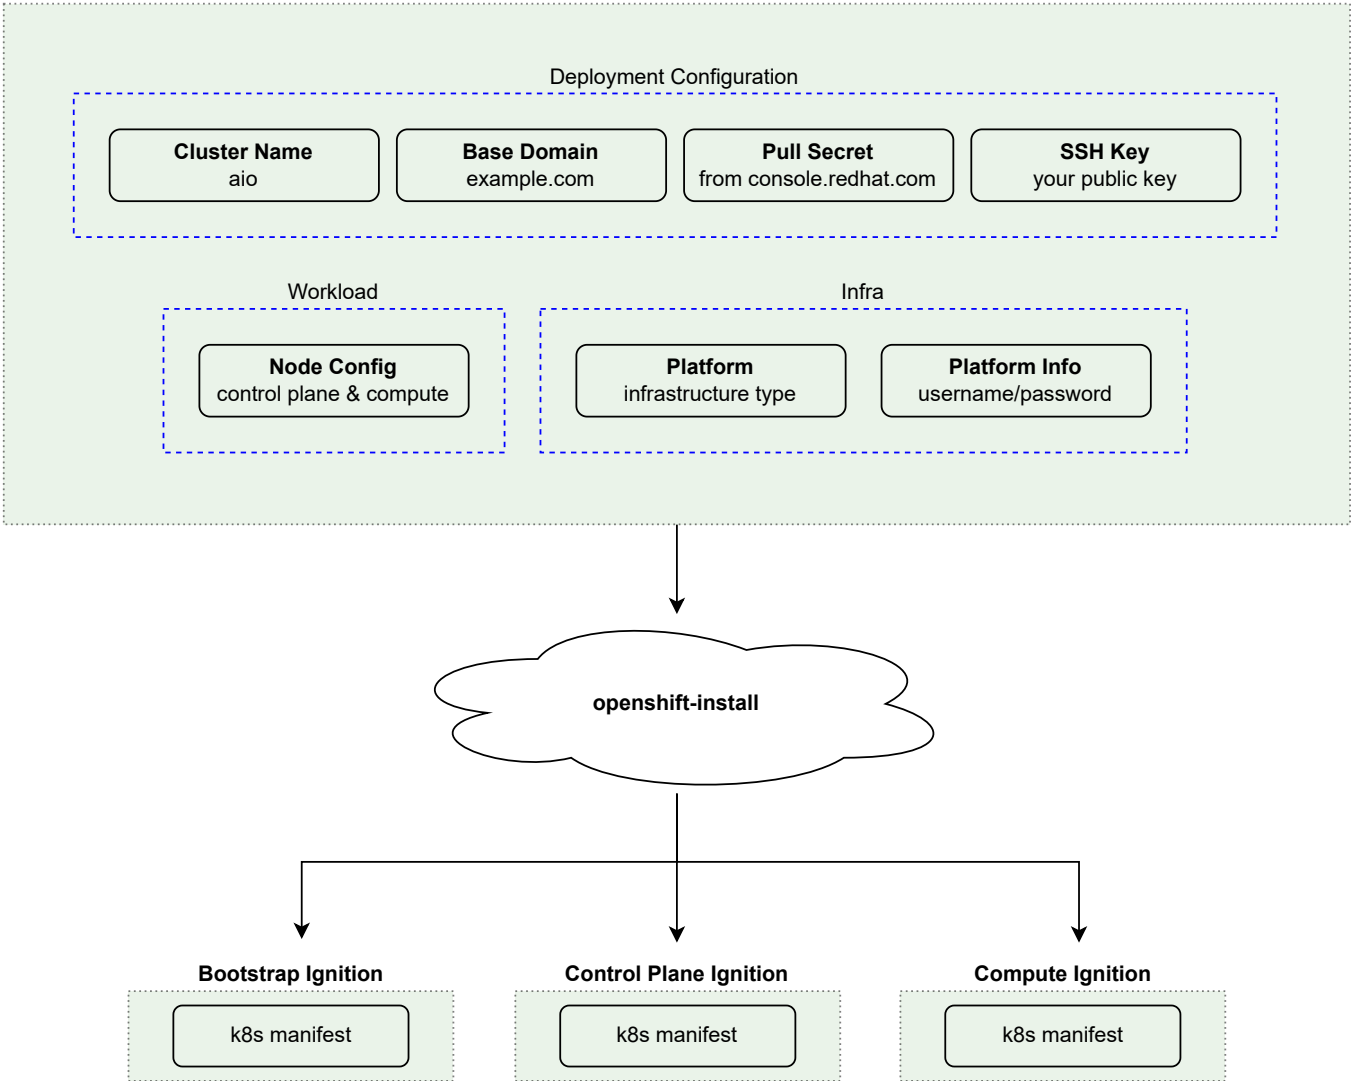 Deployment Configuration
Cluster Name
aio
Base Domain
example.com
Pull Secret
from console.redhat.com
SSH Key
your public key
Workload
Node Config
control plane & compute
Infra
Platform
infrastructure type
Platform Info
username/password
openshift-install
Bootstrap Ignition
k8s manifest
Control Plane Ignition
k8s manifest
Compute Ignition
k8s manifest